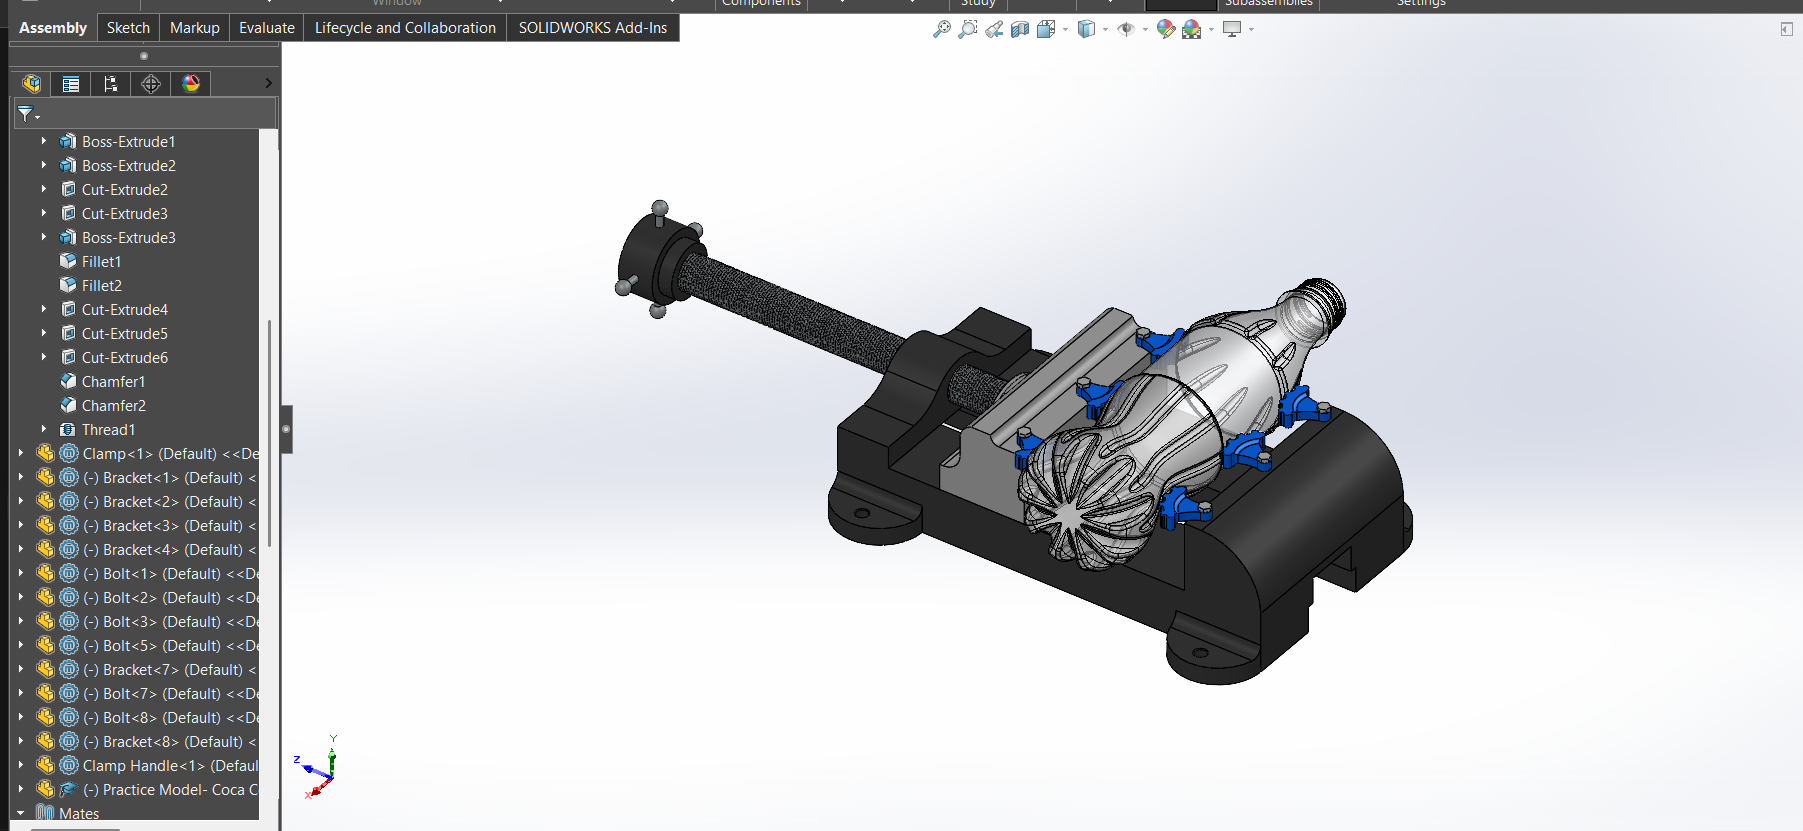 Window Components Study Subassemblies Settings
Assembly Sketch Markup Evaluate Lifecycle and Collaboration SOLIDWORKS Add-Ins
Boss-Extrude1
Boss-Extrude2
Cut-Extrude2
Cut-Extrude3
Boss-Extrude3
Fillet1
Fillet2
Cut-Extrude4
Cut-Extrude5
Cut-Extrude6
Chamfer1
Chamfer2
Thread1
Clamp<1> (Default) <<De
(-) Bracket<1> (Default) <
(-) Bracket<2> (Default) <
(-) Bracket<3> (Default) <
(-) Bracket<4> (Default) <
(-) Bolt<1> (Default) <<De
(-) Bolt<2> (Default) <<De
(-) Bolt<3> (Default) <<De
(-) Bolt<5> (Default) <<De
(-) Bracket<7> (Default) <
(-) Bolt<7> (Default) <<De
(-) Bolt<8> (Default) <<De
(-) Bracket<8> (Default) <
Clamp Handle<1> (Defaul
(-) Practice Model- Coca C
Mates
Y
Z
X